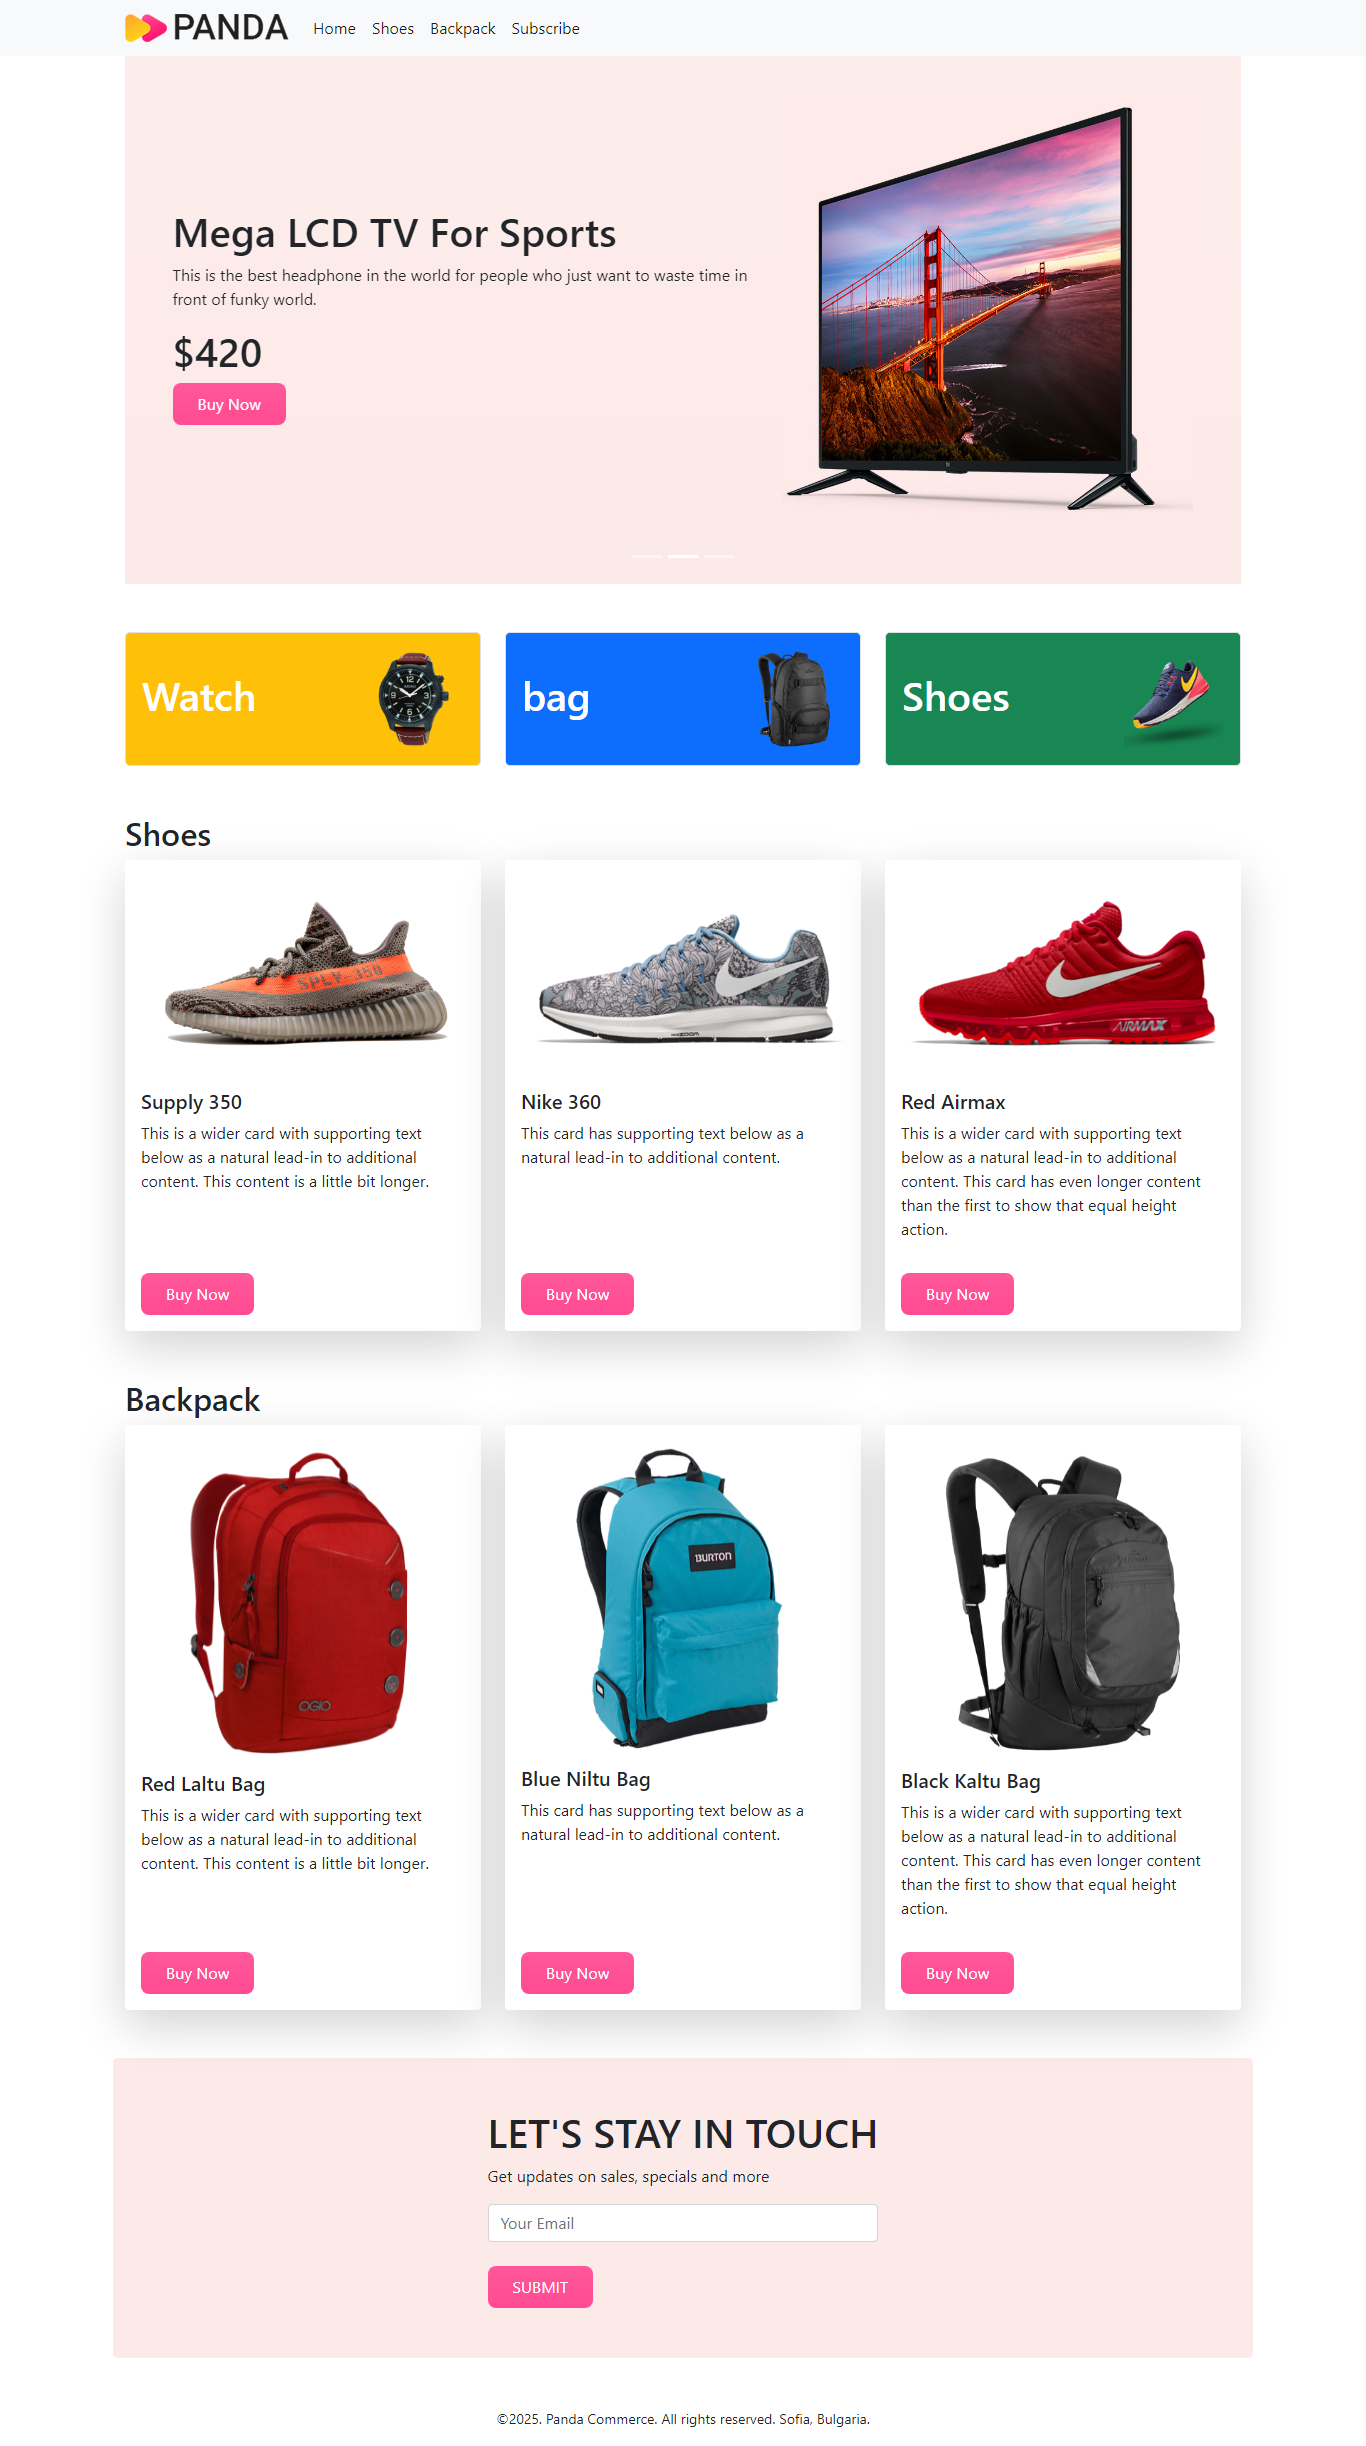 PANDA
Home Shoes Backpack Subscribe
Mega LCD TV For Sports
This is the best headphone in the world for people who just want to waste time in
front of funky world.
$420
Buy Now
Watch
bag
Shoes
Shoes
SPLY-350
ZOOM
AIRMAX
Supply 350
This is a wider card with supporting text
below as a natural lead-in to additional
content. This content is a little bit longer.
Buy Now
Nike 360
This card has supporting text below as a
natural lead-in to additional content.
Buy Now
Red Airmax
This is a wider card with supporting text
below as a natural lead-in to additional
content. This card has even longer content
than the first to show that equal height
action.
Buy Now
Backpack
OGIO
BURTON
Red Laltu Bag
This is a wider card with supporting text
below as a natural lead-in to additional
content. This content is a little bit longer.
Buy Now
Blue Niltu Bag
This card has supporting text below as a
natural lead-in to additional content.
Buy Now
Black Kaltu Bag
This is a wider card with supporting text
below as a natural lead-in to additional
content. This card has even longer content
than the first to show that equal height
action.
Buy Now
LET'S STAY IN TOUCH
Get updates on sales, specials and more
Your Email
SUBMIT
©2025. Panda Commerce. All rights reserved. Sofia, Bulgaria.